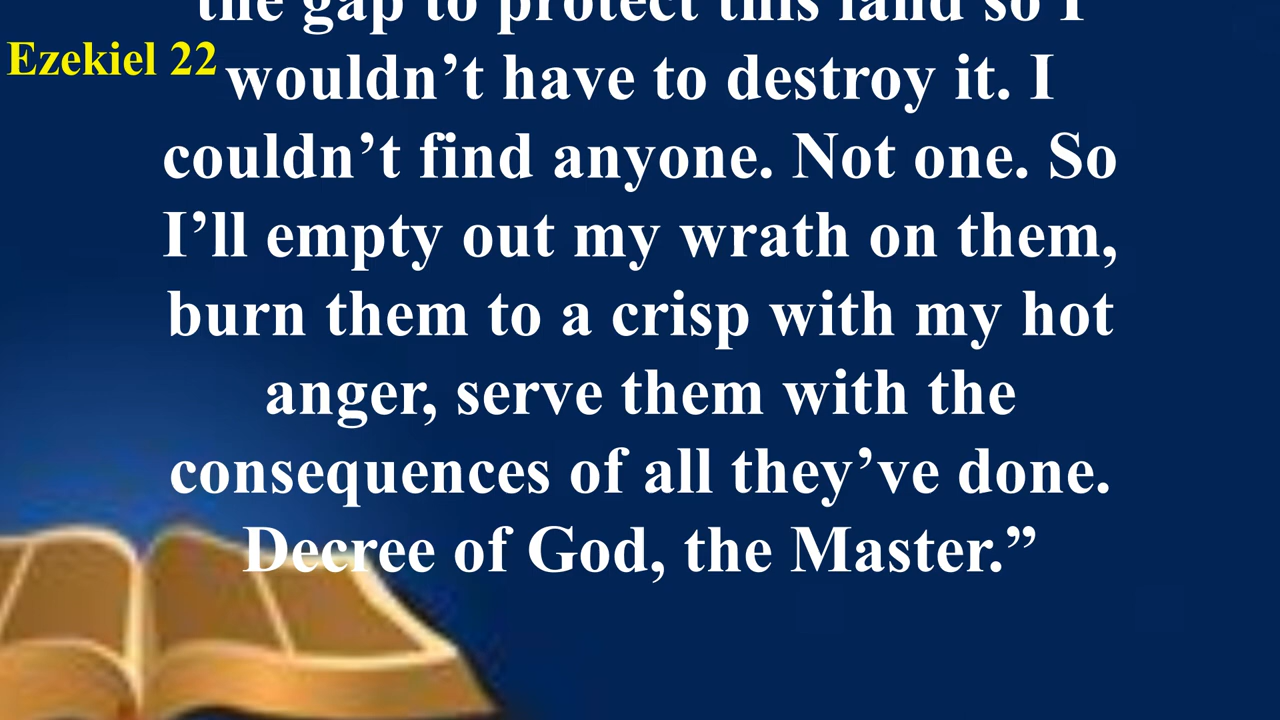 the gap to protect this land so I
Ezekiel 22
wouldn’t have to destroy it. I
couldn’t find anyone. Not one. So
I’ll empty out my wrath on them,
burn them to a crisp with my hot
anger, serve them with the
consequences of all they’ve done.
Decree of God, the Master.”